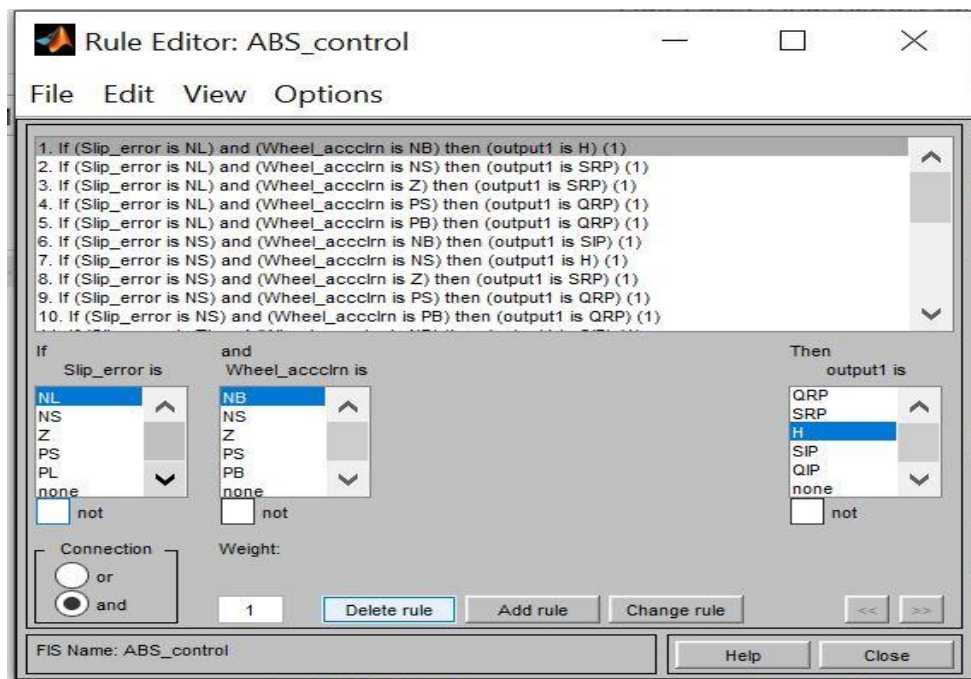 Rule Editor: ABS_control
File Edit View Options
1. If (Slip_error is NL) and (Wheel_accclrn is NB) then (output1 is H) (1)
2. If (Slip_error is NL) and (Wheel_accclrn is NS) then (output1 is SRP) (1)
3. If (Slip_error is NL) and (Wheel_accclrn is Z) then (output1 is SRP) (1)
4. If (Slip_error is NL) and (Wheel_accclrn is PS) then (output1 is QRP) (1)
5. If (Slip_error is NL) and (Wheel_accclrn is PB) then (output1 is QRP) (1)
6. If (Slip_error is NS) and (Wheel_accclrn is NB) then (output1 is SIP) (1)
7. If (Slip_error is NS) and (Wheel_accclrn is NS) then (output1 is H) (1)
8. If (Slip_error is NS) and (Wheel_accclrn is Z) then (output1 is SRP) (1)
9. If (Slip_error is NS) and (Wheel_accclrn is PS) then (output1 is QRP) (1)
10. If (Slip_error is NS) and (Wheel_accclrn is PB) then (output1 is QRP) (1)
If and Then
Slip_error is Wheel_accclrn is output1 is
NL NB QRP
NS NS SRP
Z Z H
PS PS SIP
PL PB QIP
none none none
not not not
Connection Weight:
or
and 1 Delete rule Add rule Change rule << >>
FIS Name: ABS_control Help Close